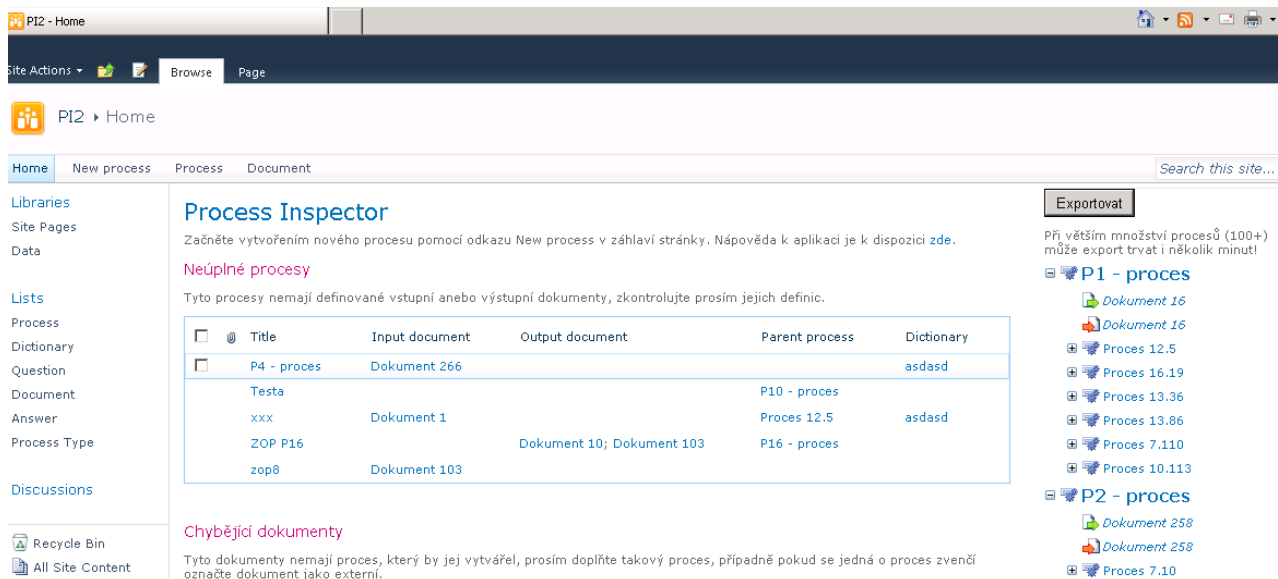 PI2 - Home
Site Actions
Browse
Page
PI2 Home
Home
New process
Process
Document
Search this site...
Libraries
Site Pages
Data
Lists
Process
Dictionary
Question
Document
Answer
Process Type
Discussions
Recycle Bin
All Site Content
Process Inspector
Začněte vytvořením nového procesu pomocí odkazu New process v záhlaví stránky. Nápověda k aplikaci je k dispozici zde.
Neúplné procesy
Tyto procesy nemají definované vstupní anebo výstupní dokumenty, zkontrolujte prosím jejich definic.
Title Input document Output document Parent process Dictionary
P4 - proces Dokument 266 asdasd
Testa P10 - proces
xxx Dokument 1 Proces 12.5 asdasd
ZOP P16 Dokument 10; Dokument 103 P16 - proces
zop8 Dokument 103
Chybějící dokumenty
Tyto dokumenty nemají proces, který by jej vytvářel, prosím doplňte takový proces, případně pokud se jedná o proces zvenčí
označte dokument jako externí.
Exportovat
Při větším množství procesů (100+)
může export trvat i několik minut!
P1 - proces
Dokument 16
Dokument 16
Proces 12.5
Proces 16.19
Proces 13.36
Proces 13.86
Proces 7.110
Proces 10.113
P2 - proces
Dokument 258
Dokument 258
Proces 7.10